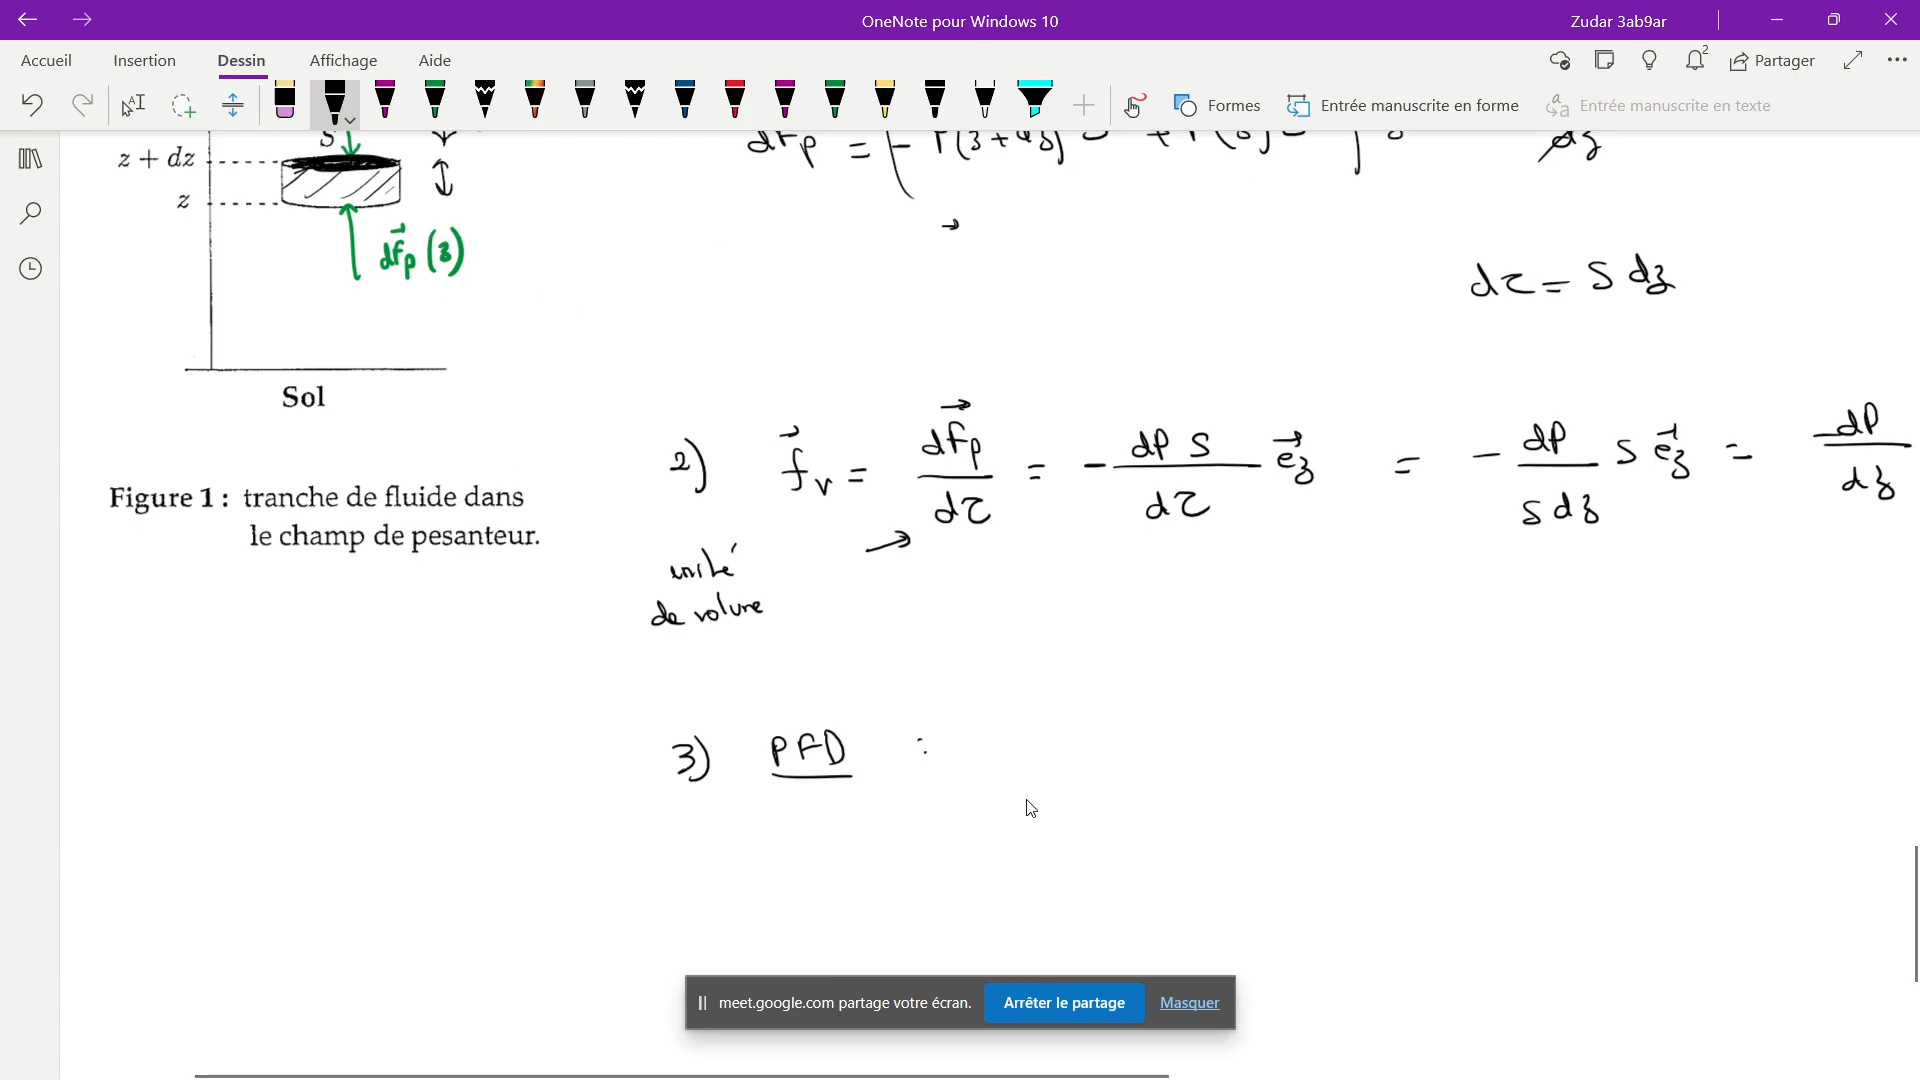 OneNote pour Windows 10
Zudar 3ab9ar
Accueil Insertion Dessin Affichage Aide
2
Partager
Formes
Entrée manuscrite en forme
Entrée manuscrite en texte
S
z + dz
z
dF⃗p (z)
Sol
Figure 1 : tranche de fluide dans
le champ de pesanteur.
dτ = S dz
2) f⃗v = dF⃗p / dτ = - dP S / dτ e⃗z = - dP / S dz S e⃗z = - dP / dz
unité
de volume
3) PFD :
meet.google.com partage votre écran.
Arrêter le partage
Masquer